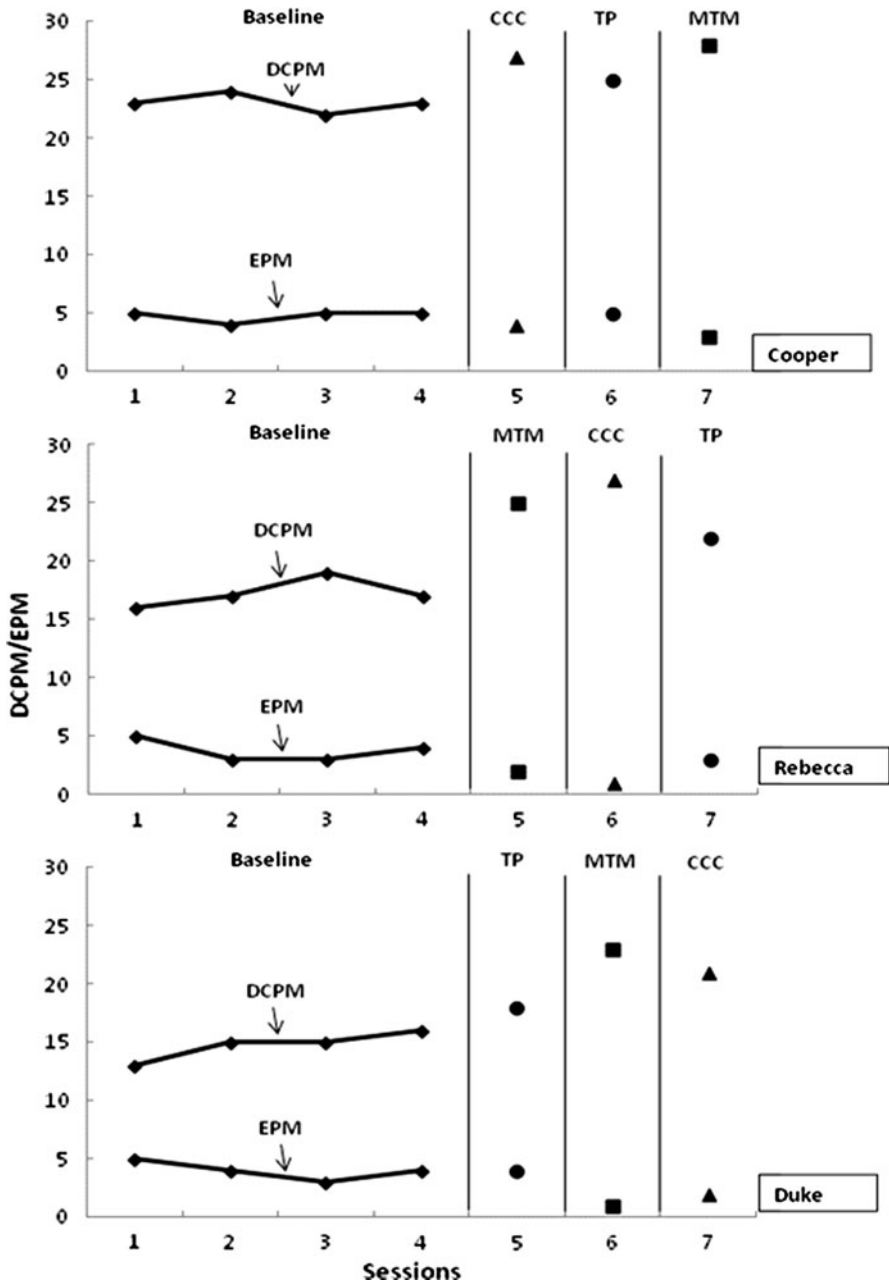 Baseline CCC TP MTM
30
DCPM
25
20
15
10
EPM
5
0
Cooper
1 2 3 4 5 6 7
Baseline MTM CCC TP
30
25
DCPM
20
15
10
EPM
5
0
Rebecca
1 2 3 4 5 6 7
DCPM/EPM
Baseline TP MTM CCC
30
25
20
DCPM
15
10
EPM
5
0
Duke
1 2 3 4 5 6 7
Sessions